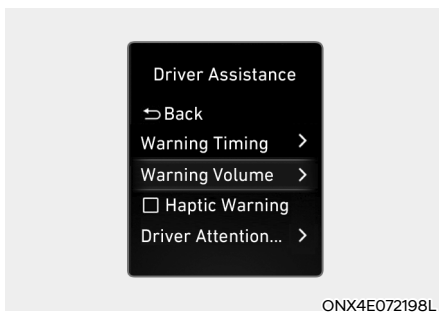 Driver Assistance
Back
Warning Timing
Warning Volume
Haptic Warning
Driver Attention...
ONX4E072198L